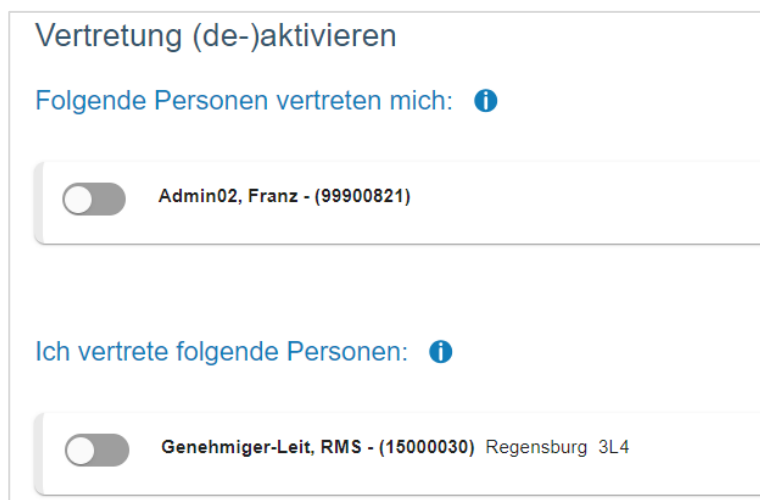 Vertretung (de-)aktivieren
Folgende Personen vertreten mich:
Admin02, Franz - (99900821)
Ich vertrete folgende Personen:
Genehmiger-Leit, RMS - (15000030) Regensburg 3L4